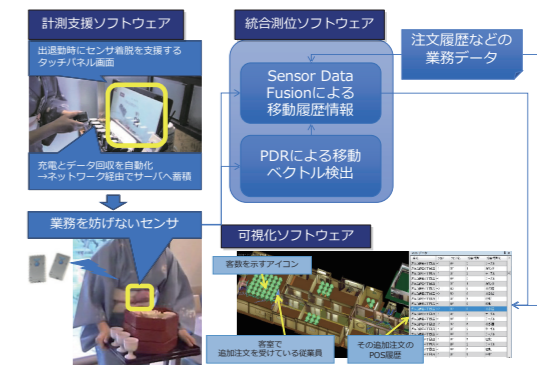 計測支援ソフトウェア
出退勤時にセンサ着脱を支援する
タッチパネル画面
充電とデータ回収を自動化
→ネットワーク経由でサーバへ蓄積
業務を妨げないセンサ
統合測位ソフトウェア
Sensor Data
Fusionによる
移動履歴情報
PDRによる移動
ベクトル検出
注文履歴などの
業務データ
可視化ソフトウェア
客数を示すアイコン
客室で
追加注文を受けている従業員
その追加注文の
POS履歴